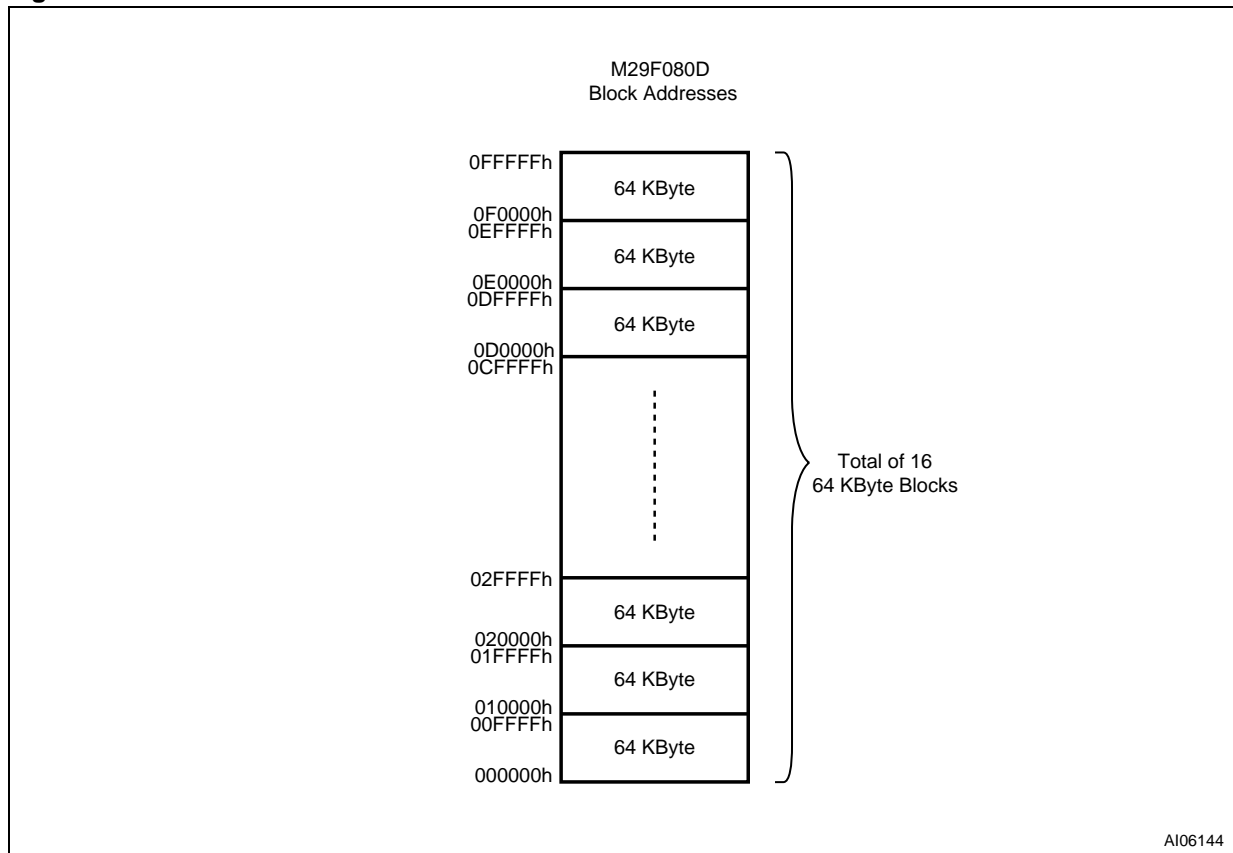 M29F080D
Block Addresses
0FFFFFh
64 KByte
0F0000h
0EFFFFh
64 KByte
0E0000h
0DFFFFh
64 KByte
0D0000h
0CFFFFh
Total of 16
64 KByte Blocks
02FFFFh
64 KByte
020000h
01FFFFh
64 KByte
010000h
00FFFFh
64 KByte
000000h
AI06144